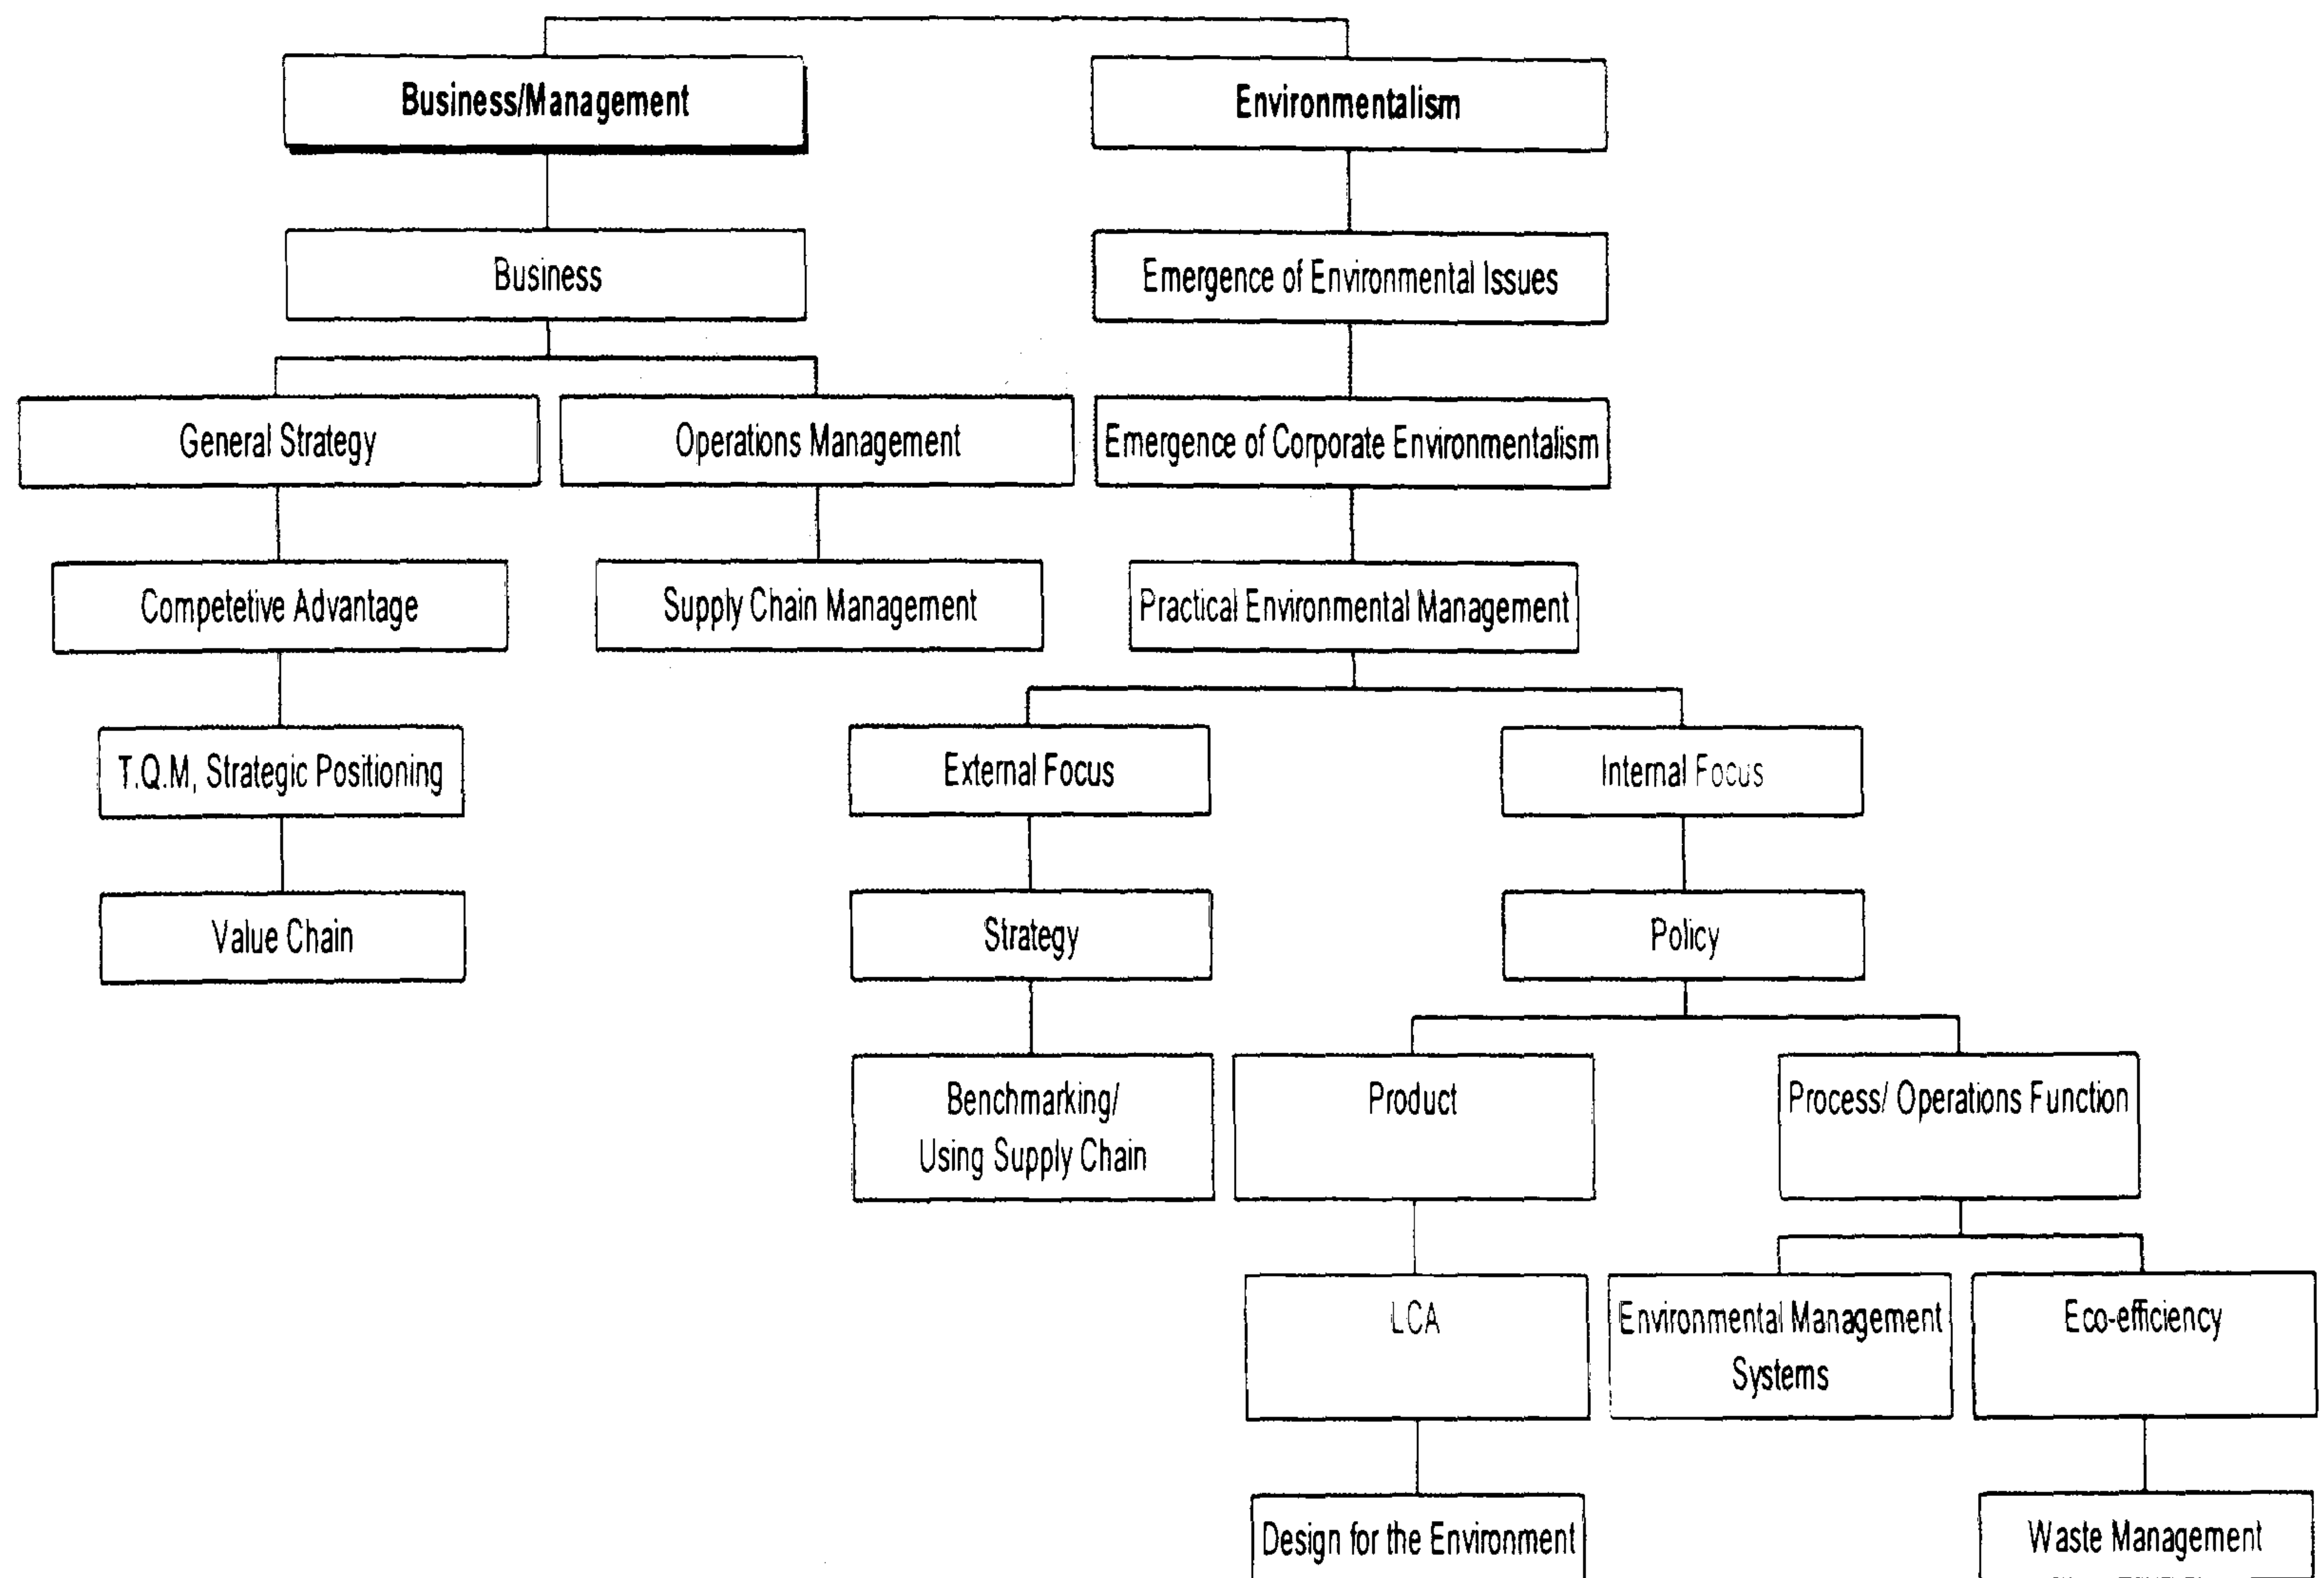 Business/Management
Environmentalism
Business
Emergence of Environmental Issues
General Strategy
Operations Management
Emergence of Corporate Environmentalism
Competetive Advantage
Supply Chain Management
Practical Environmental Management
T.Q.M, Strategic Positioning
External Focus
Internal Focus
Value Chain
Strategy
Policy
Benchmarking/
Using Supply Chain
Product
Process/ Operations Function
LCA
Environmental Management
Systems
Eco-efficiency
Design for the Environment
Waste Management